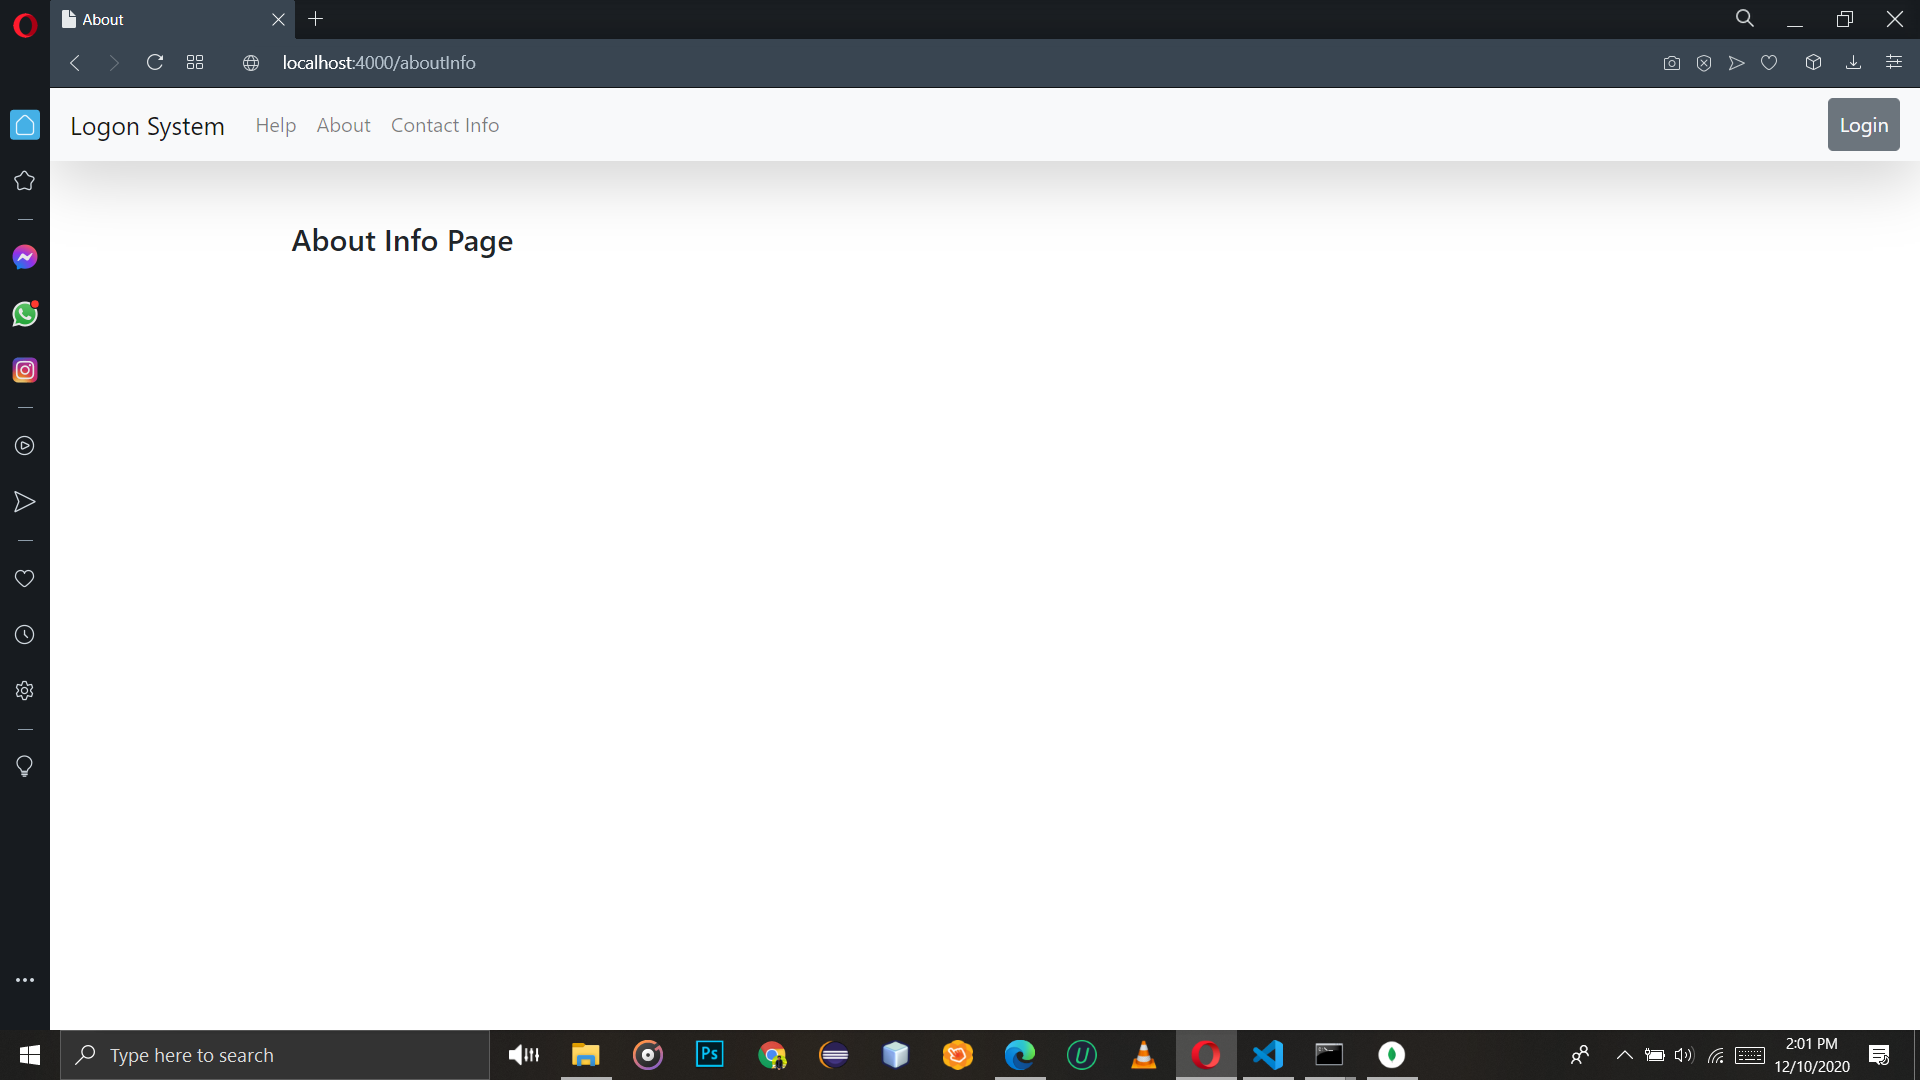 About
localhost:4000/aboutInfo
Logon System Help About Contact Info Login
About Info Page
Type here to search
Ps
U
2:01 PM
12/10/2020